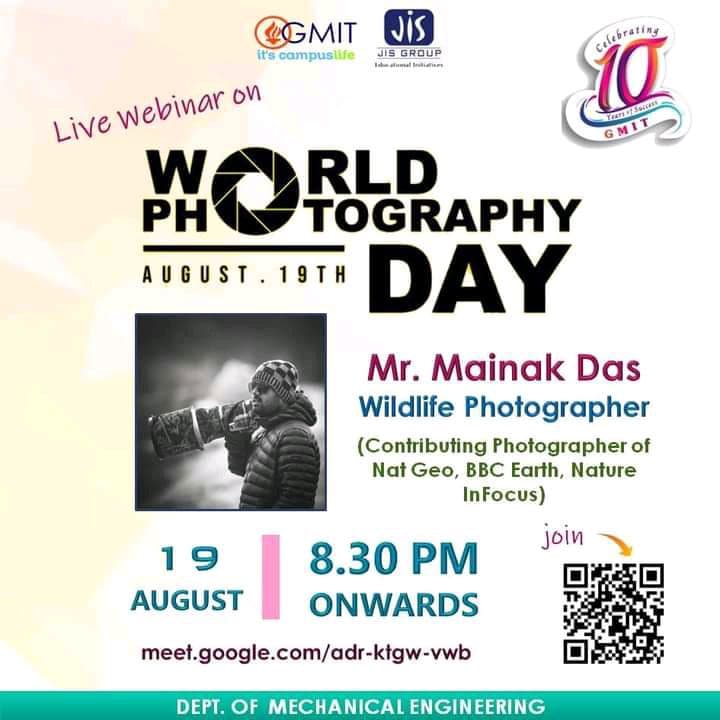 GMIT
it's campuslife
JIS
JIS GROUP
Educational Initiatives
Celebrating
10
Years of Success
GMIT
Live Webinar on
WORLD
PHOTOGRAPHY
AUGUST . 19TH
DAY
Mr. Mainak Das
Wildlife Photographer
(Contributing Photographer of
Nat Geo, BBC Earth, Nature
InFocus)
19
AUGUST
8.30 PM
ONWARDS
join
meet.google.com/adr-ktgw-vwb
DEPT. OF MECHANICAL ENGINEERING